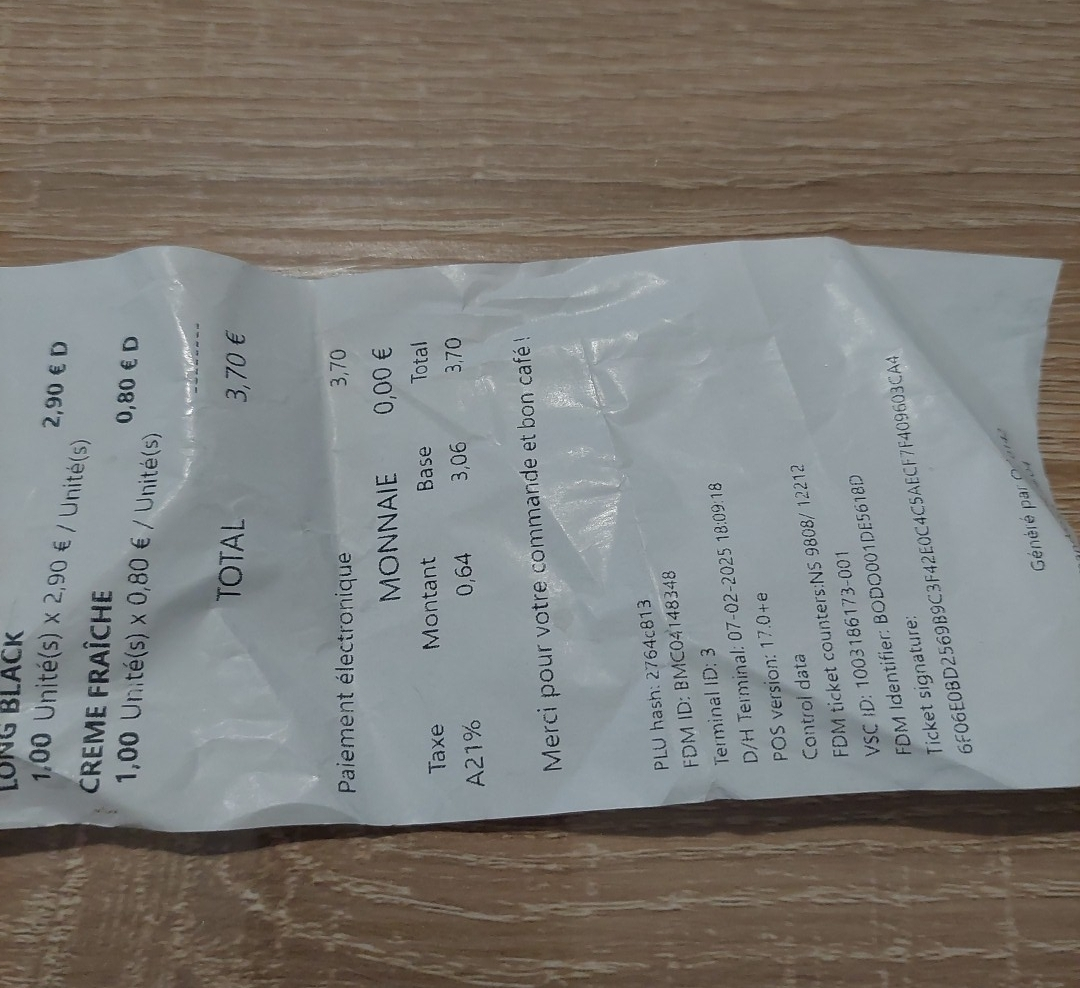 LONG BLACK
1,00 Unité(s) x 2,90 € / Unité(s) 2,90 € D
CREME FRAÎCHE
1,00 Unité(s) x 0,80 € / Unité(s) 0,80 € D
--------
TOTAL 3,70 €
Paiement électronique 3,70
MONNAIE 0,00 €
Taxe Montant Base Total
A21% 0,64 3,06 3,70
Merci pour votre commande et bon café!
PLU hash: 2764c813
FDM ID: BMC04148348
Terminal ID: 3
D/H Terminal: 07-02-2025 18:09:18
POS version: 17.0+e
Control data
FDM ticket counters:NS 9808/ 12212
VSC ID: 1003186173-001
FDM Identifier: BODO001DE5618D
Ticket signature:
6F06E0BD2569B9C3F42E0C4C5AECF7F409603CA4
Généré par